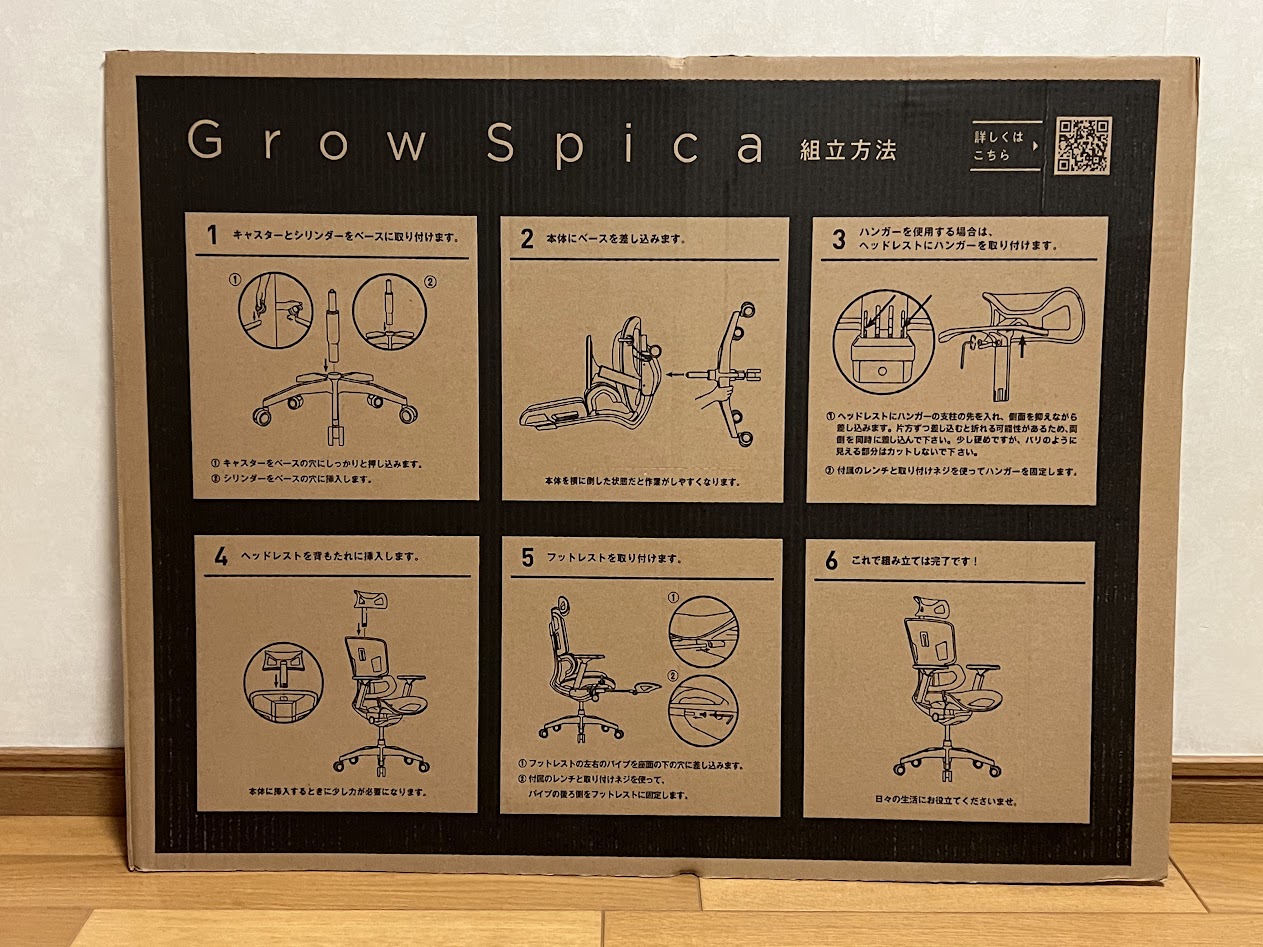 Grow Spica 組立方法
詳しくは
こちら
1 キャスターとシリンダーをベースに取り付けます。
① ②
① キャスターをベースの穴にしっかりと押し込みます。
② シリンダーをベースの穴に挿入します。
2 本体にベースを差し込みます。
本体を横に倒した状態だと作業がしやすくなります。
3 ハンガーを使用する場合は、
ヘッドレストにハンガーを取り付けます。
① ヘッドレストにハンガーの支柱の先を入れ、側面を抑えながら
差し込みます。片方ずつ差し込むと折れる可能性があるため、両
側を同時に差し込んで下さい。少し硬めですが、バリのように
見える部分はカットしないで下さい。
② 付属のレンチと取り付けネジを使ってハンガーを固定します。
4 ヘッドレストを背もたれに挿入します。
本体に挿入するときに少し力が必要になります。
5 フットレストを取り付けます。
①
②
① フットレストの左右のパイプを座面の下の穴に差し込みます。
② 付属のレンチと取り付けネジを使って、
パイプの後ろ側をフットレストに固定します。
6 これで組み立ては完了です！
日々の生活にお役立てくださいませ。